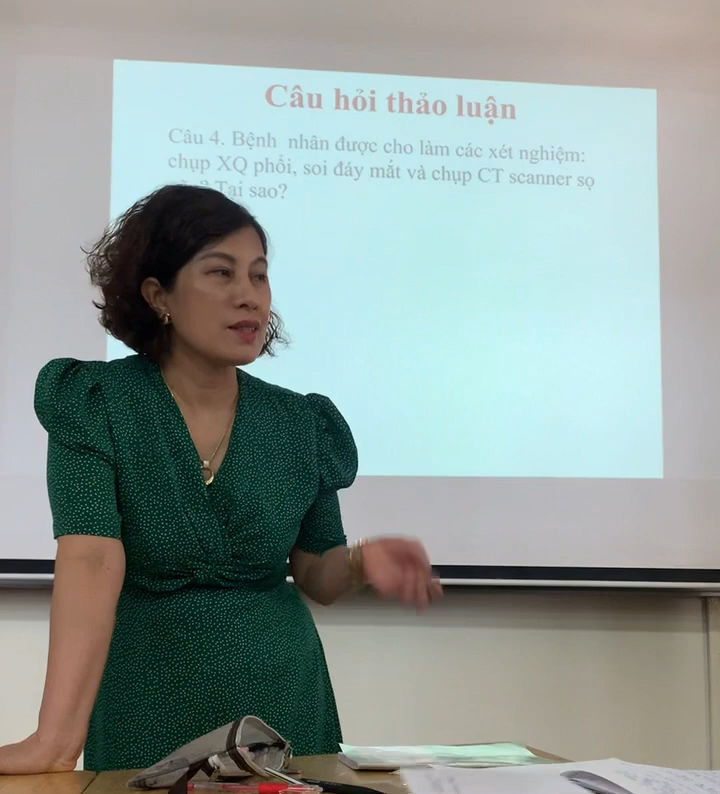 Câu hỏi thảo luận
Câu 4. Bệnh nhân được cho làm các xét nghiệm:
chụp XQ phổi, soi đáy mắt và chụp CT scanner sọ
Tại sao?